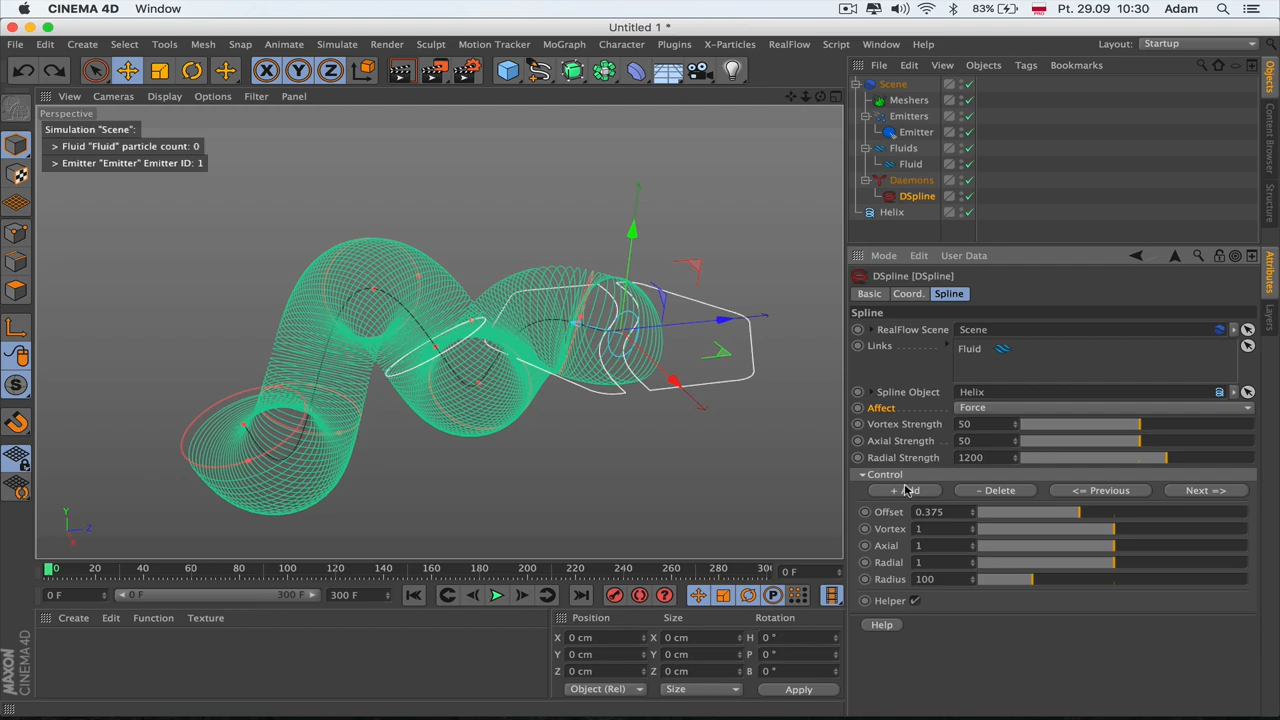 CINEMA 4D Window 83% Pt. 29.09 10:30 Adam
Untitled 1 *
File Edit Create Select Tools Mesh Snap Animate Simulate Render Sculpt Motion Tracker MoGraph Character Plugins X-Particles RealFlow Script Window Help Layout: Startup
View Cameras Display Options Filter Panel
Perspective
Simulation "Scene":
> Fluid "Fluid" particle count: 0
> Emitter "Emitter" Emitter ID: 1
Y
Z
X
0 20 40 60 80 100 120 140 160 180 200 220 240 260 280 300 0 F
0 F 0 F 300 F 300 F
Create Edit Function Texture
Position Size Rotation
X 0 cm X 0 cm H 0 °
Y 0 cm Y 0 cm P 0 °
Z 0 cm Z 0 cm B 0 °
Object (Rel) Size Apply
MAXON CINEMA 4D
File Edit View Objects Tags Bookmarks
Scene
Meshers
Emitters
Emitter
Fluids
Fluid
Daemons
DSpline
Helix
Objects
Content Browser
Structure
Attributes
Layers
Mode Edit User Data
DSpline [DSpline]
Basic Coord. Spline
Spline
RealFlow Scene Scene
Links Fluid
Spline Object Helix
Affect Force
Vortex Strength 50
Axial Strength 50
Radial Strength 1200
Control
+ Add - Delete <= Previous Next =>
Offset 0.375
Vortex 1
Axial 1
Radial 1
Radius 100
Helper
Help